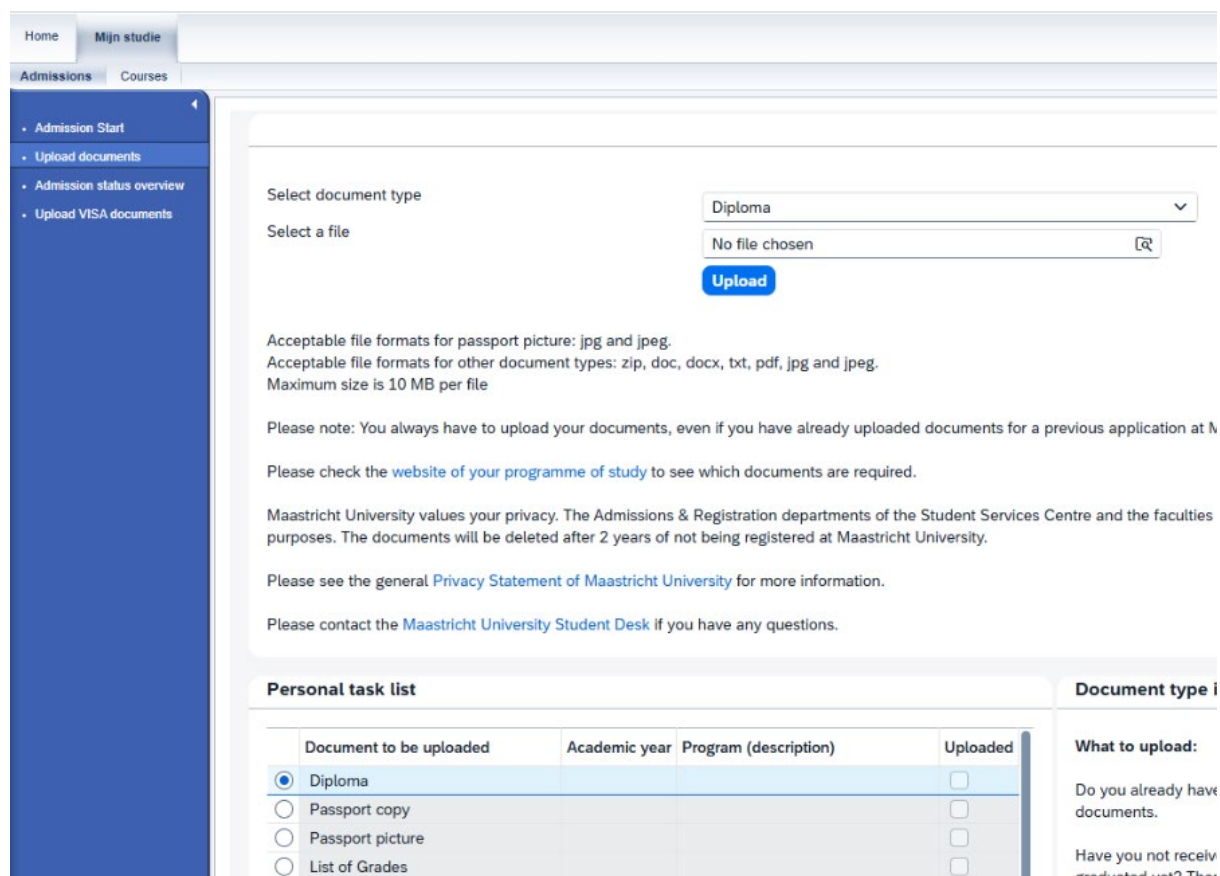 Home Mijn studie
Admissions Courses
Admission Start
Upload documents
Admission status overview
Upload VISA documents
Select document type
Diploma
Select a file
No file chosen
Upload
Acceptable file formats for passport picture: jpg and jpeg.
Acceptable file formats for other document types: zip, doc, docx, txt, pdf, jpg and jpeg.
Maximum size is 10 MB per file
Please note: You always have to upload your documents, even if you have already uploaded documents for a previous application at M
Please check the website of your programme of study to see which documents are required.
Maastricht University values your privacy. The Admissions & Registration departments of the Student Services Centre and the faculties
purposes. The documents will be deleted after 2 years of not being registered at Maastricht University.
Please see the general Privacy Statement of Maastricht University for more information.
Please contact the Maastricht University Student Desk if you have any questions.
Personal task list
Document to be uploaded Academic year Program (description) Uploaded
Diploma
Passport copy
Passport picture
List of Grades
Document type i
What to upload:
Do you already have
documents.
Have you not receive